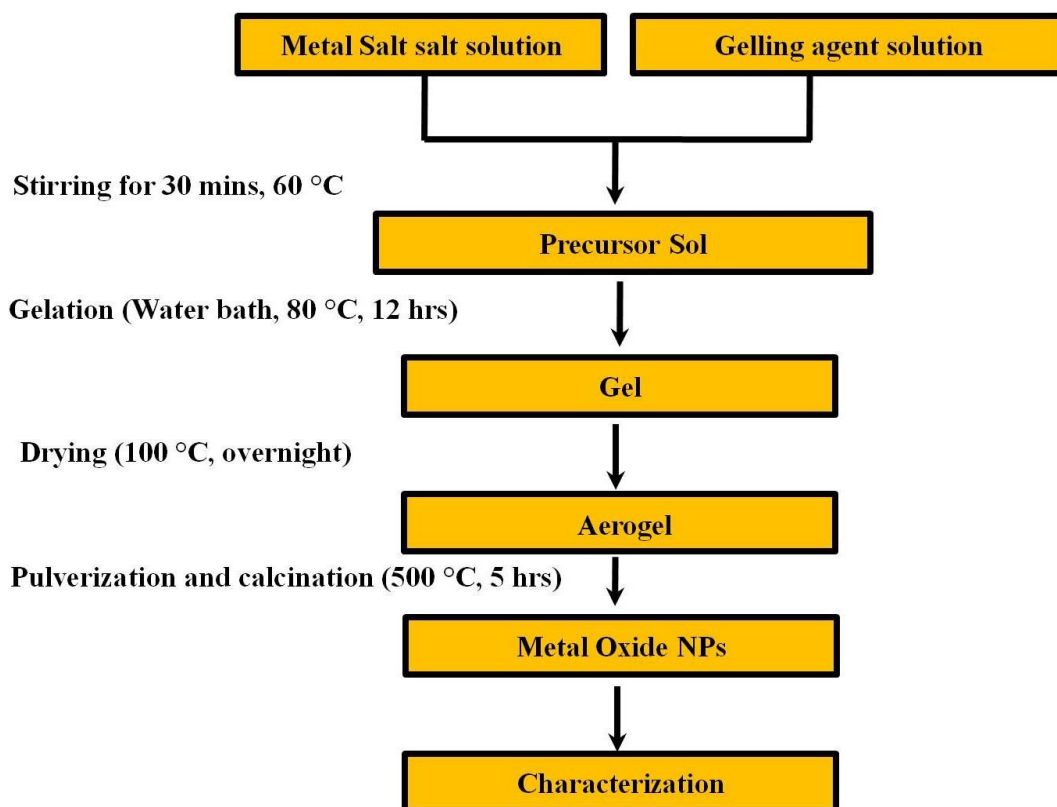 Metal Salt salt solution
Gelling agent solution
Stirring for 30 mins, 60 °C
Precursor Sol
Gelation (Water bath, 80 °C, 12 hrs)
Gel
Drying (100 °C, overnight)
Aerogel
Pulverization and calcination (500 °C, 5 hrs)
Metal Oxide NPs
Characterization